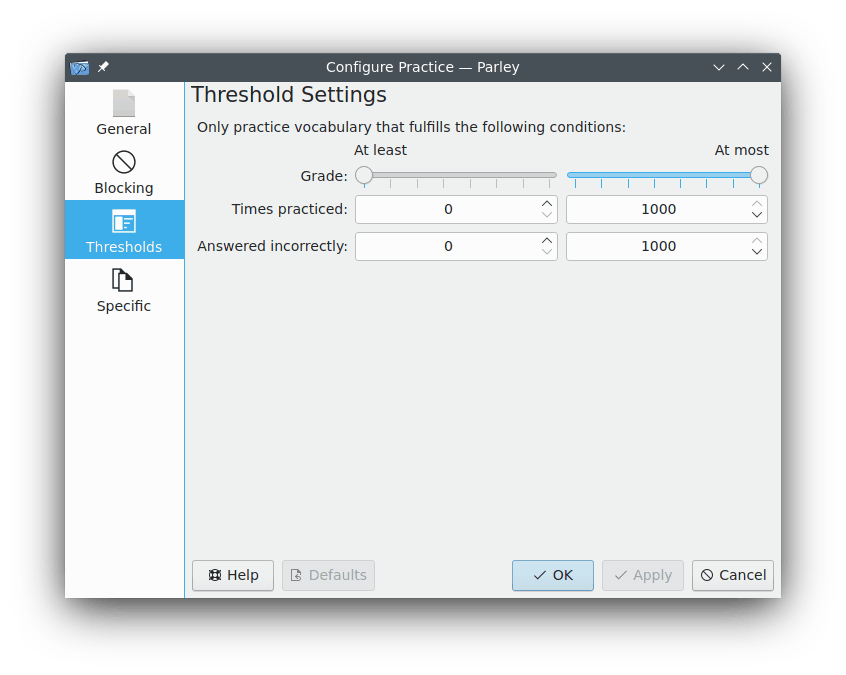 Configure Practice — Parley
General
Blocking
Thresholds
Specific
Threshold Settings
Only practice vocabulary that fulfills the following conditions:
At least At most
Grade:
Times practiced: 0 1000
Answered incorrectly: 0 1000
Help Defaults OK Apply Cancel